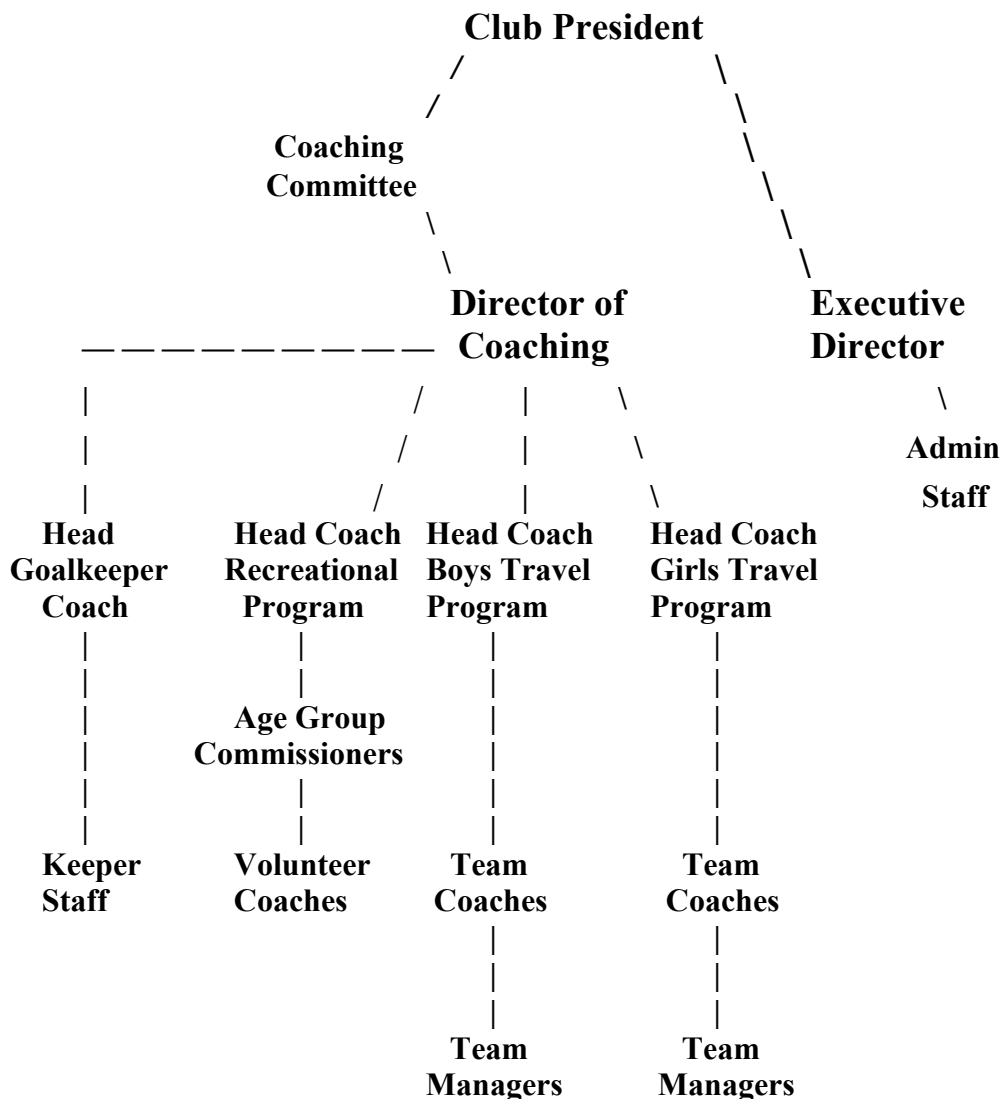 Club President
Coaching
Committee
Director of
Coaching
Executive
Director
Admin
Staff
Head
Goalkeeper
Coach
Head Coach
Recreational
Program
Head Coach
Boys Travel
Program
Head Coach
Girls Travel
Program
Age Group
Commissioners
Keeper
Staff
Volunteer
Coaches
Team
Coaches
Team
Coaches
Team
Managers
Team
Managers